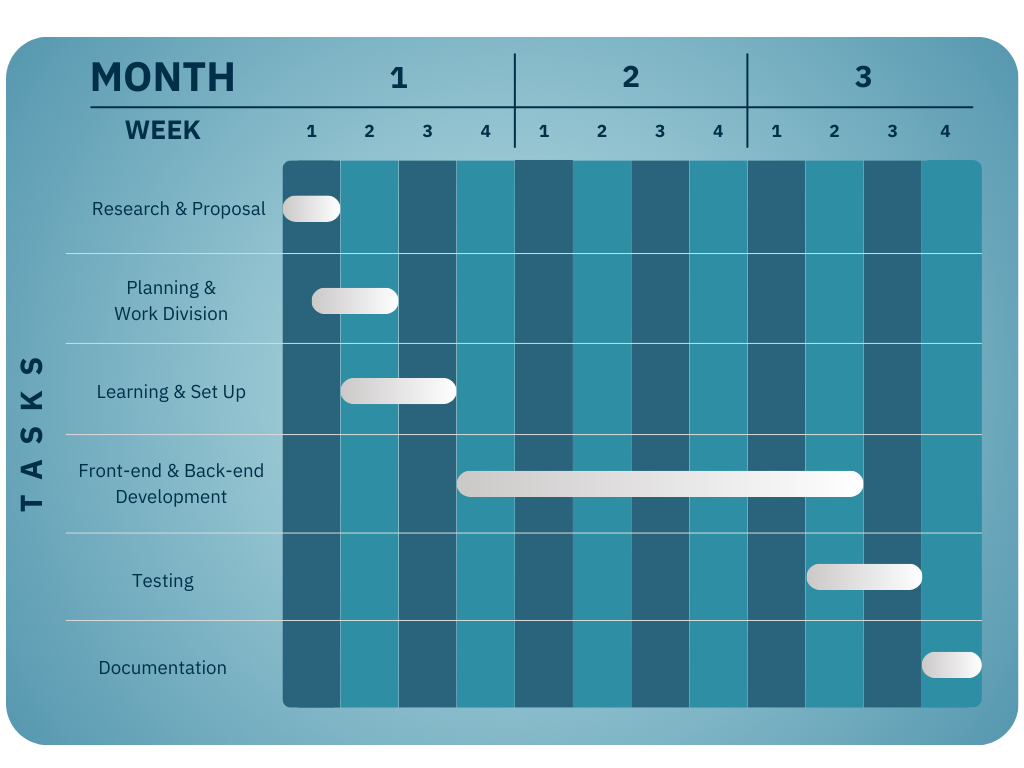 MONTH 1 2 3
WEEK 1 2 3 4 1 2 3 4 1 2 3 4
TASKS
Research & Proposal
Planning &
Work Division
Learning & Set Up
Front-end & Back-end
Development
Testing
Documentation